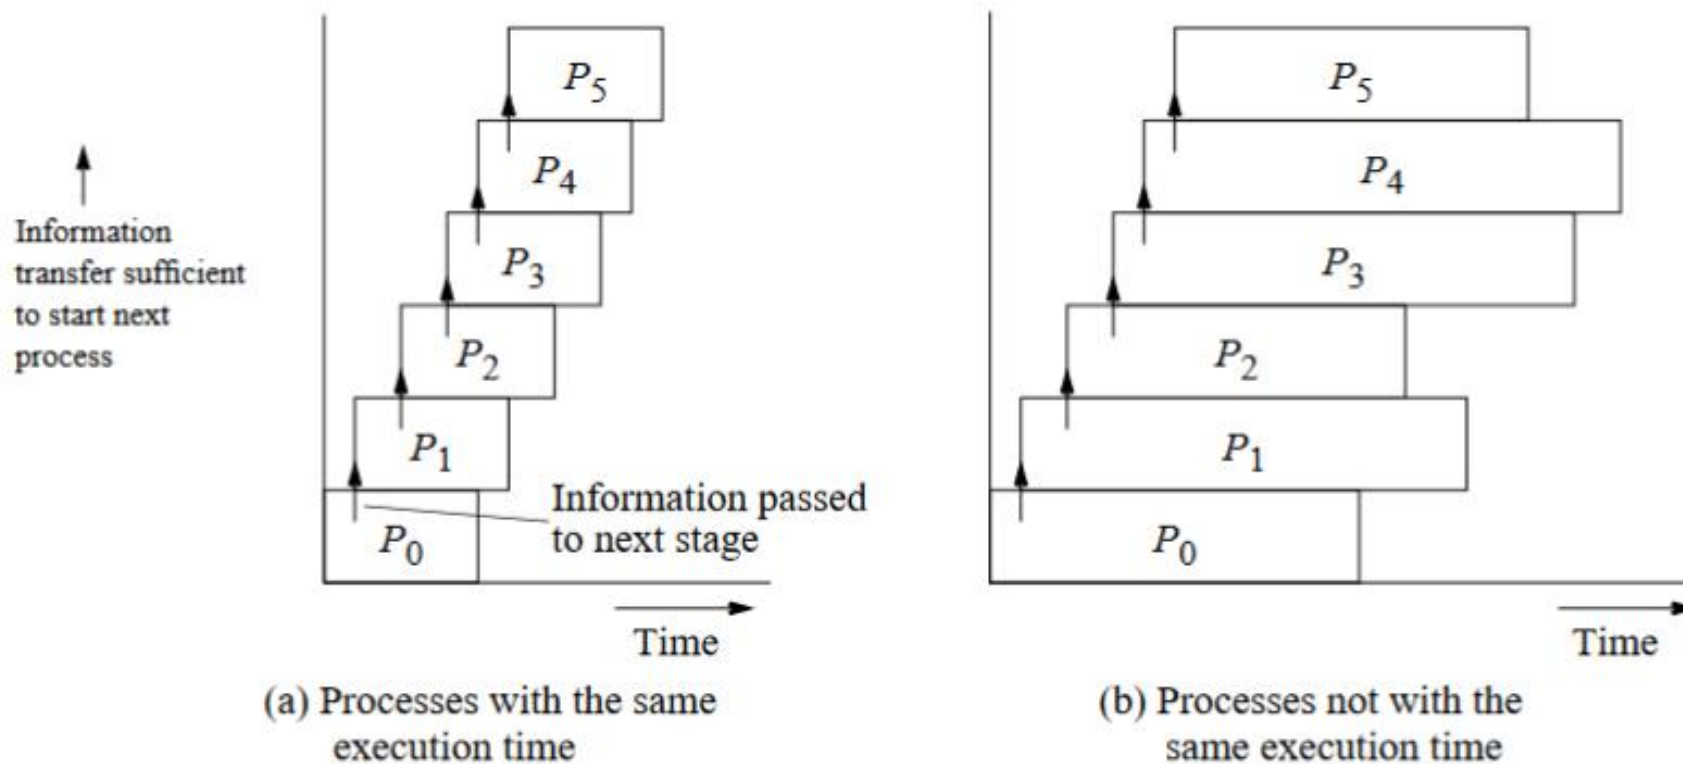 P5
P4
P3
P2
P1
P0
Information
transfer sufficient
to start next
process
Information passed
to next stage
Time
(a) Processes with the same
execution time
P5
P4
P3
P2
P1
P0
Time
(b) Processes not with the
same execution time